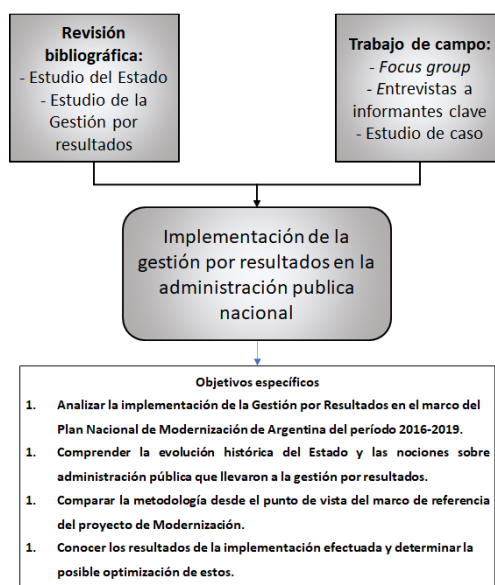 Revisión
bibliográfica:
- Estudio del Estado
- Estudio de la
Gestión por
resultados
Trabajo de campo:
- Focus group
- Entrevistas a
informantes clave
- Estudio de caso
Implementación de la
gestión por resultados en la
administración publica
nacional
Objetivos específicos
1. Analizar la implementación de la Gestión por Resultados en el marco del
Plan Nacional de Modernización de Argentina del período 2016-2019.
1. Comprender la evolución histórica del Estado y las nociones sobre
administración pública que llevaron a la gestión por resultados.
1. Comparar la metodología desde el punto de vista del marco de referencia
del proyecto de Modernización.
1. Conocer los resultados de la implementación efectuada y determinar la
posible optimización de estos.